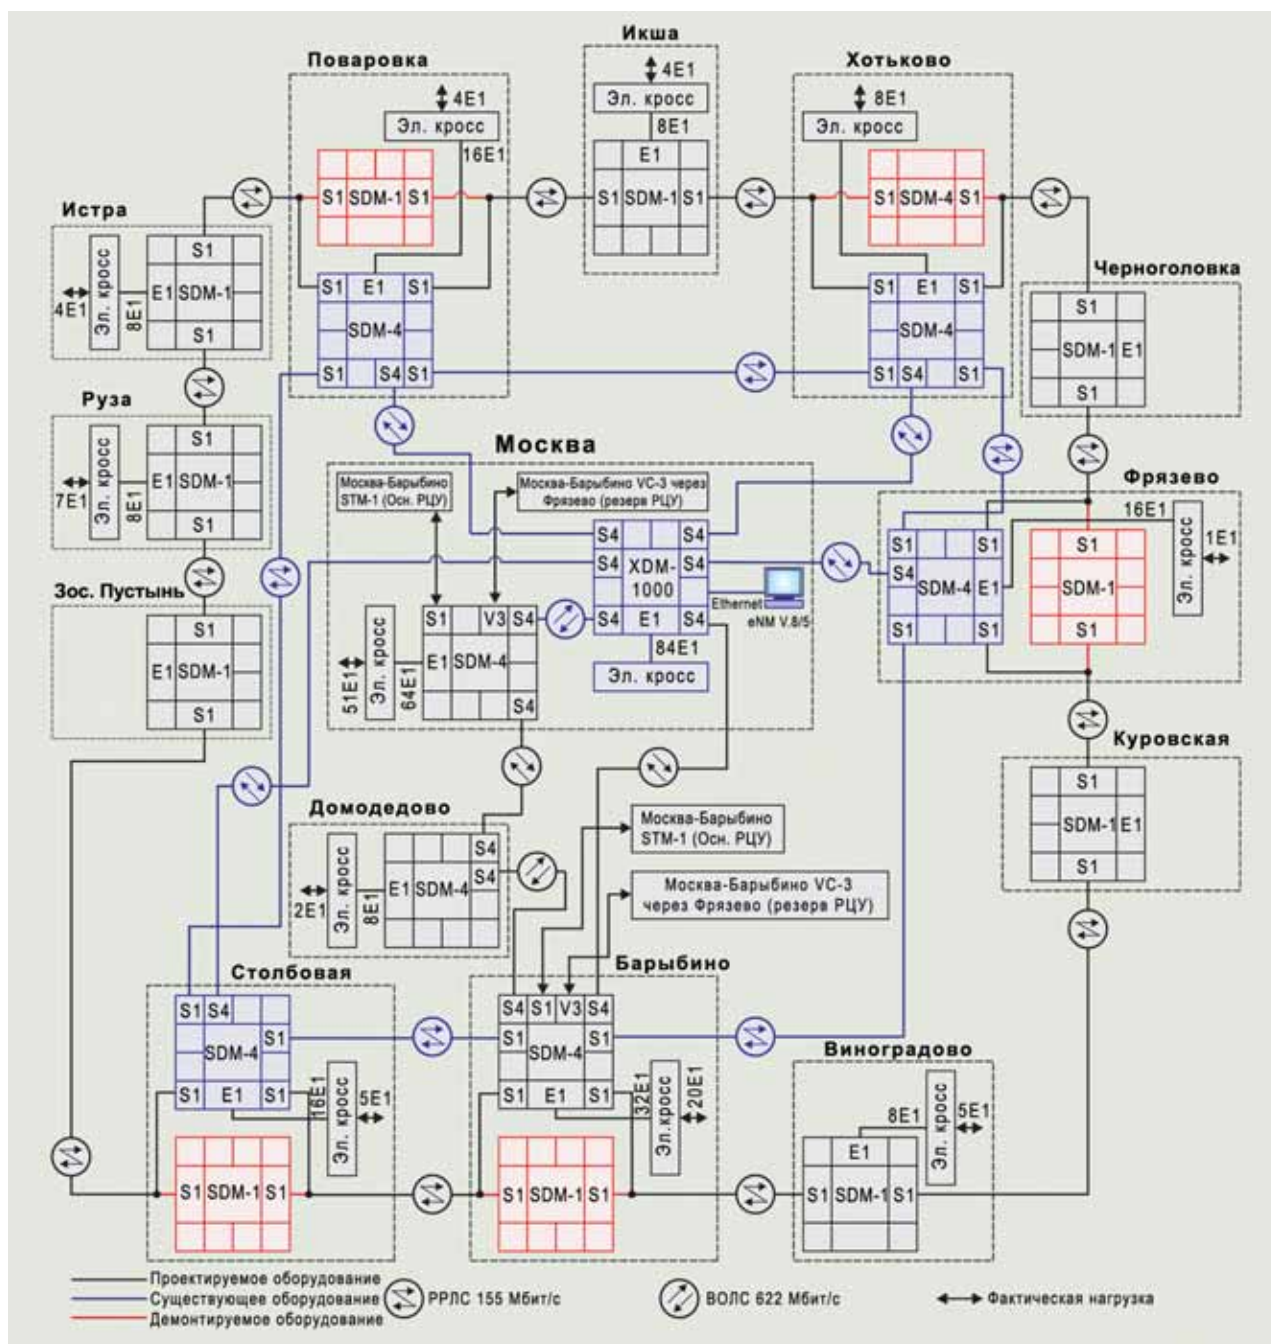 Икша
Поваровка
Хотьково
4E1
4E1
8E1
Эл. кросс
Эл. кросс
Эл. кросс
8E1
16E1
E1
S1 SDM-1 S1
S1 SDM-1 S1
S1 SDM-4 S1
Истра
S1
4E1
Эл. кросс
8E1
E1 SDM-1
S1
S1 E1 S1
SDM-4
S1 S4 S1
S1 E1 S1
SDM-4
S1 S4 S1
Черноголовка
S1
SDM-1 E1
S1
Руза
S1
7E1
Эл. кросс
8E1
E1 SDM-1
S1
Москва
Москва-Барыбино
STM-1 (Осн. РЦУ)
Москва-Барыбино VC-3 через
Фрязево (резерв РЦУ)
S4 S4
S4 XDM-1000 S4
S4 E1 S4
Ethernet
eNM V.8/5
84E1
Эл. кросс
S1 V3 S4
E1 SDM-4
S4
51E1
Эл. кросс
64E1
Фрязево
16E1
Эл. кросс
1E1
S1 S1
S4 SDM-4 E1
S1 S1
S1
SDM-1
S1
Зос. Пустынь
S1
E1 SDM-1
S1
Куровская
S1
SDM-1 E1
S1
Домодедово
S4
S4
E1 SDM-4
2E1
Эл. кросс
8E1
Москва-Барыбино
STM-1 (Осн. РЦУ)
Москва-Барыбино VC-3
через Фрязево (резерв РЦУ)
Столбовая
S1 S4
S1
SDM-4
S1 E1 S1
16E1
Эл. кросс
5E1
S1 SDM-1 S1
Барыбино
S4 S1 V3 S4
S1 S1
SDM-4
S1 E1 S1
32E1
Эл.кросс
20E1
S1 SDM-1 S1
Виноградово
8E1
Эл. кросс
5E1
E1
S1 SDM-1 S1
Проектируемое оборудование
Существующее оборудование
Демонтируемое оборудование
РРЛС 155 Мбит/с
ВОЛС 622 Мбит/с
Фактическая нагрузка